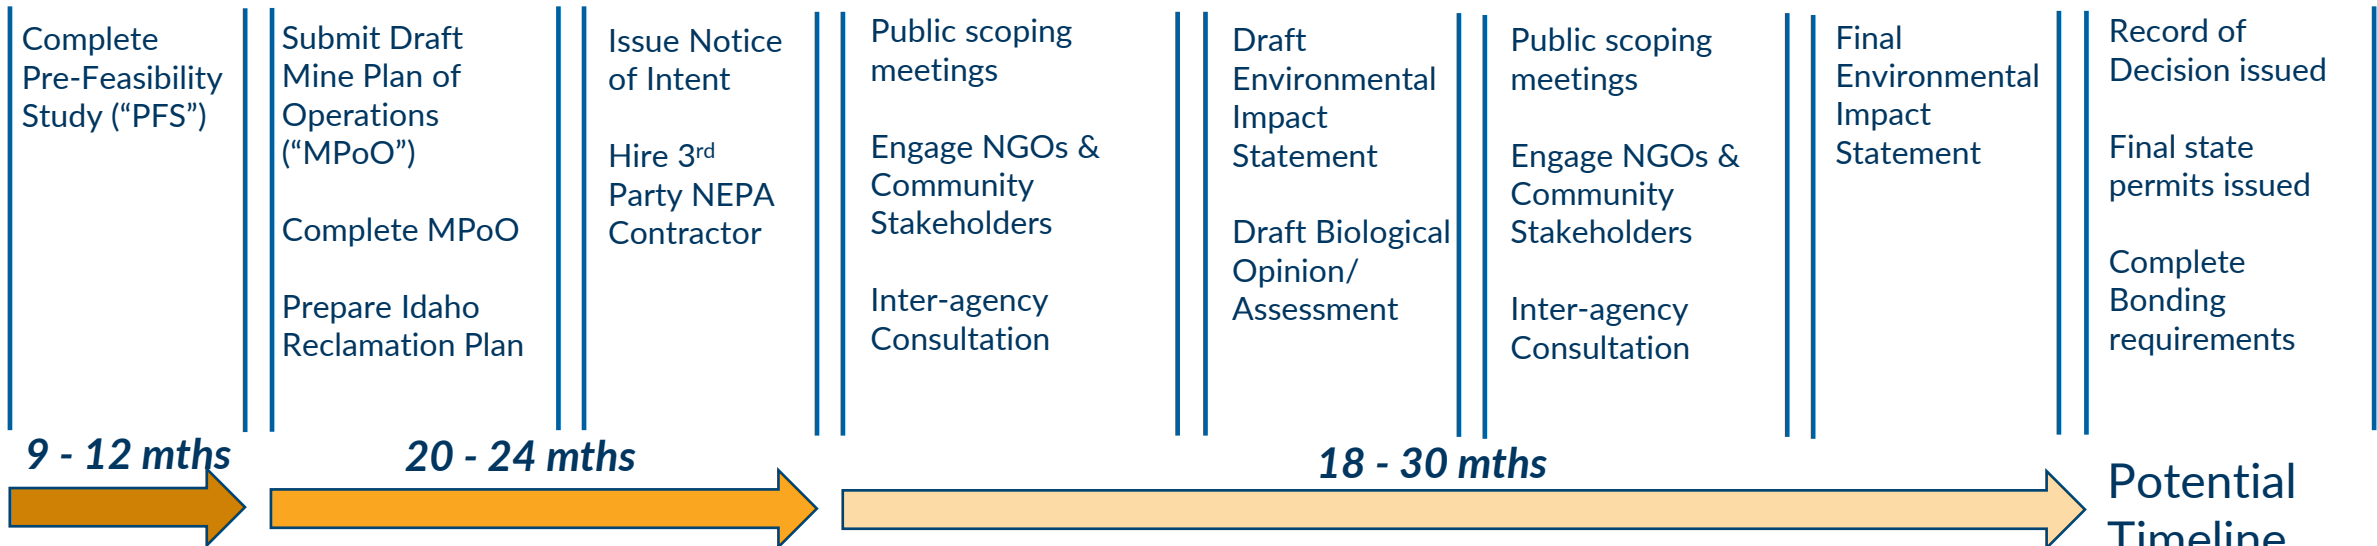 Complete
Pre-Feasibility
Study (“PFS”)
Submit Draft
Mine Plan of
Operations
(“MPoO”)
Complete MPoO
Prepare Idaho
Reclamation Plan
Issue Notice
of Intent
Hire 3rd
Party NEPA
Contractor
Public scoping
meetings
Engage NGOs &
Community
Stakeholders
Inter-agency
Consultation
Draft
Environmental
Impact
Statement
Draft Biological
Opinion/
Assessment
Public scoping
meetings
Engage NGOs &
Community
Stakeholders
Inter-agency
Consultation
Final
Environmental
Impact
Statement
Record of
Decision issued
Final state
permits issued
Complete
Bonding
requirements
9 - 12 mths
20 - 24 mths
18 - 30 mths
Potential
Timeline